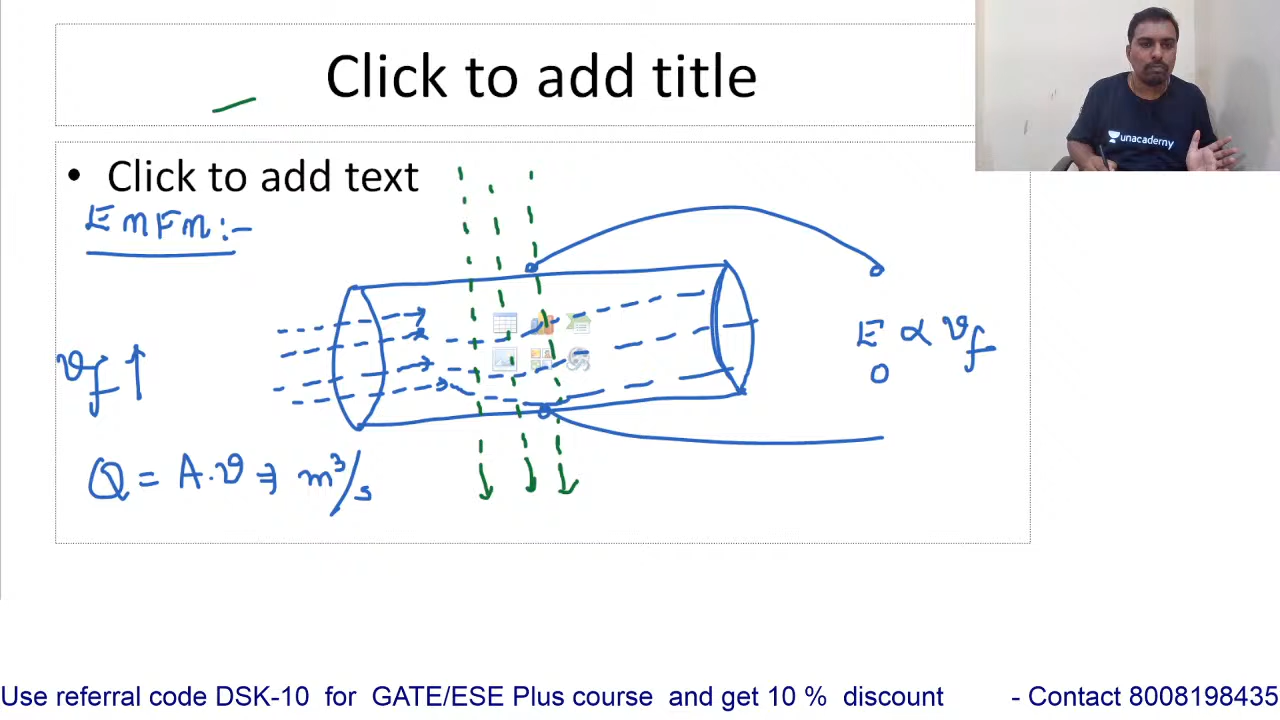 Click to add title
unacademy
• Click to add text
EMFM:-
E ∝ vf
vf ↑
Q = A.v ⇒ m³/s
Use referral code DSK-10 for GATE/ESE Plus course and get 10 % discount - Contact 8008198435